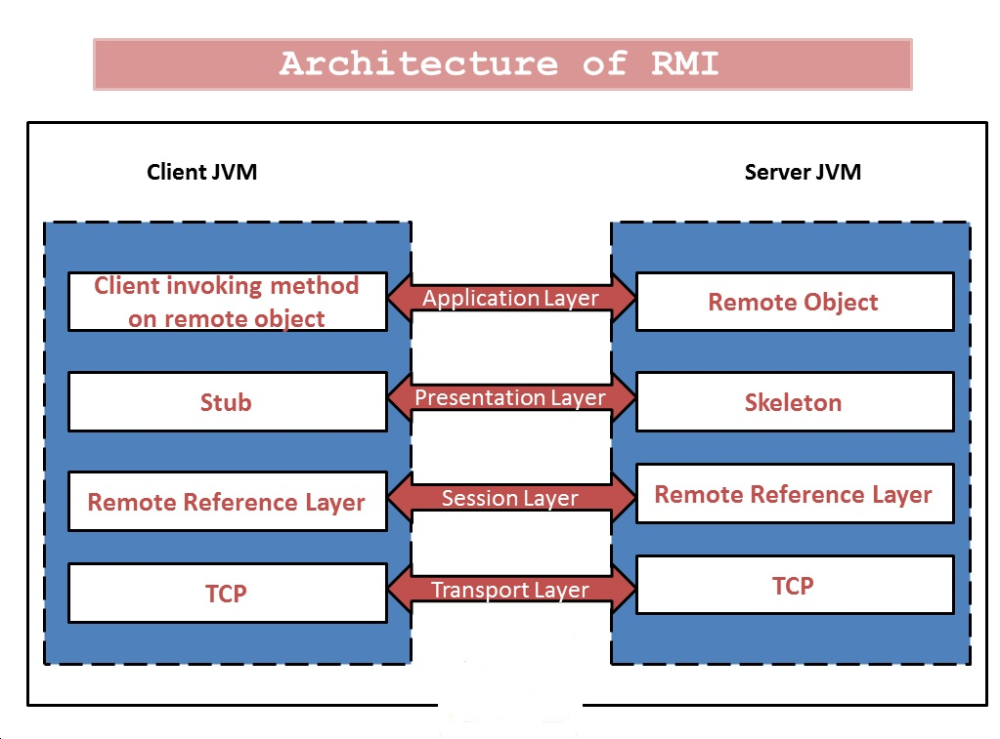 Architecture of RMI
Client JVM
Server JVM
Client invoking method
on remote object
Application Layer
Remote Object
Stub
Presentation Layer
Skeleton
Remote Reference Layer
Session Layer
Remote Reference Layer
TCP
Transport Layer
TCP